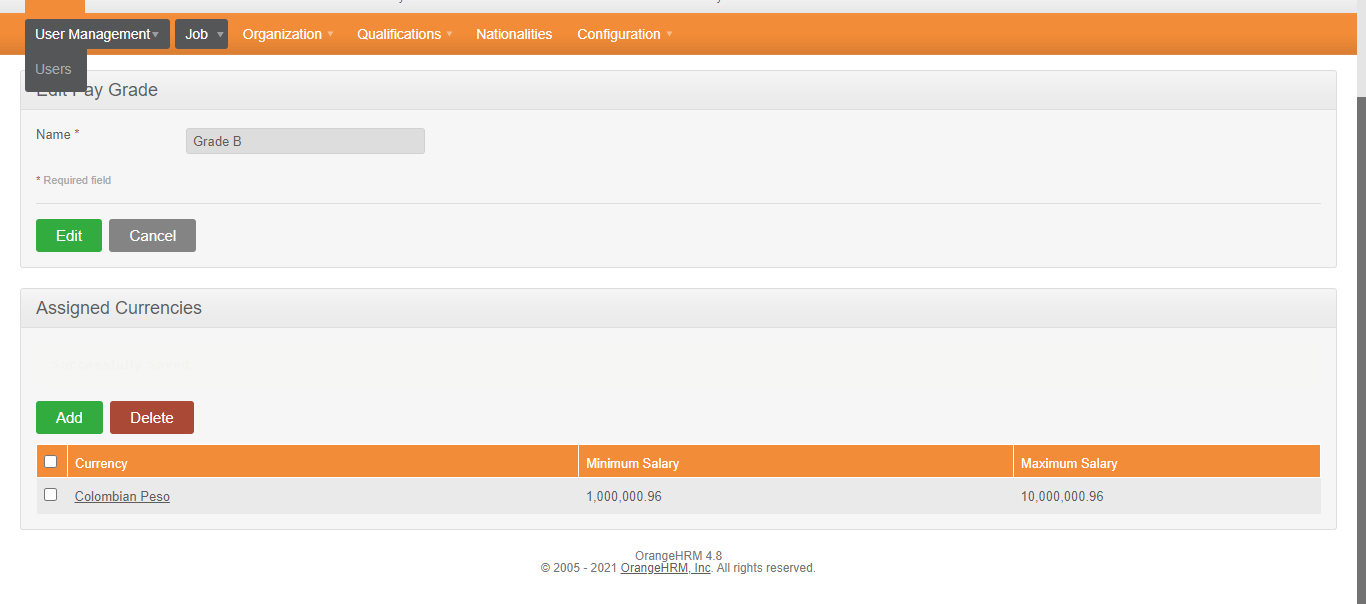 User Management Job Organization Qualifications Nationalities Configuration
Users
Edit Pay Grade
Name *
Grade B
* Required field
Edit Cancel
Assigned Currencies
Add Delete
Currency Minimum Salary Maximum Salary
Colombian Peso 1,000,000.96 10,000,000.96
OrangeHRM 4.8
© 2005 - 2021 OrangeHRM, Inc. All rights reserved.